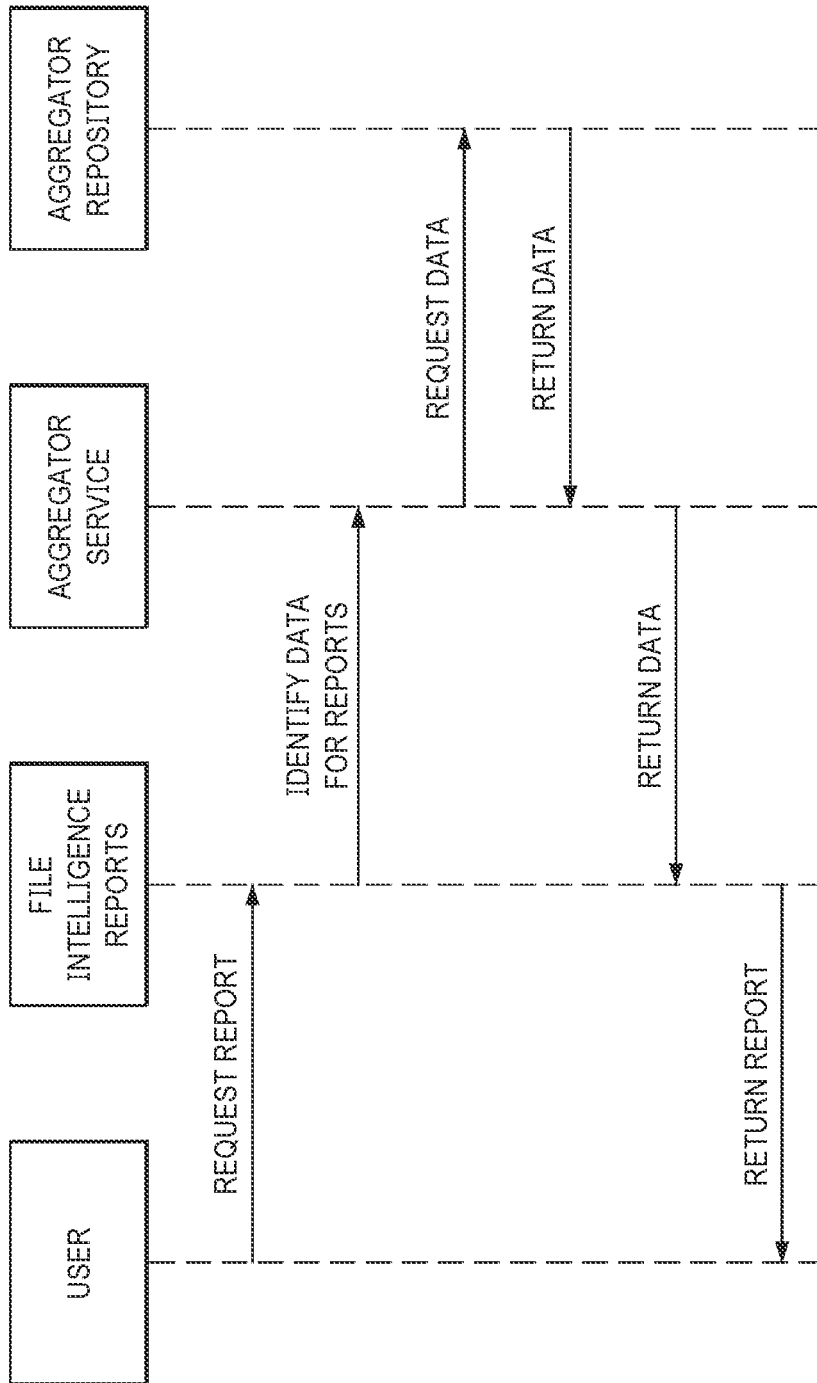 USER
FILE
INTELLIGENCE
REPORTS
AGGREGATOR
SERVICE
AGGREGATOR
REPOSITORY
REQUEST REPORT
IDENTIFY DATA
FOR REPORTS
REQUEST DATA
RETURN DATA
RETURN DATA
RETURN REPORT